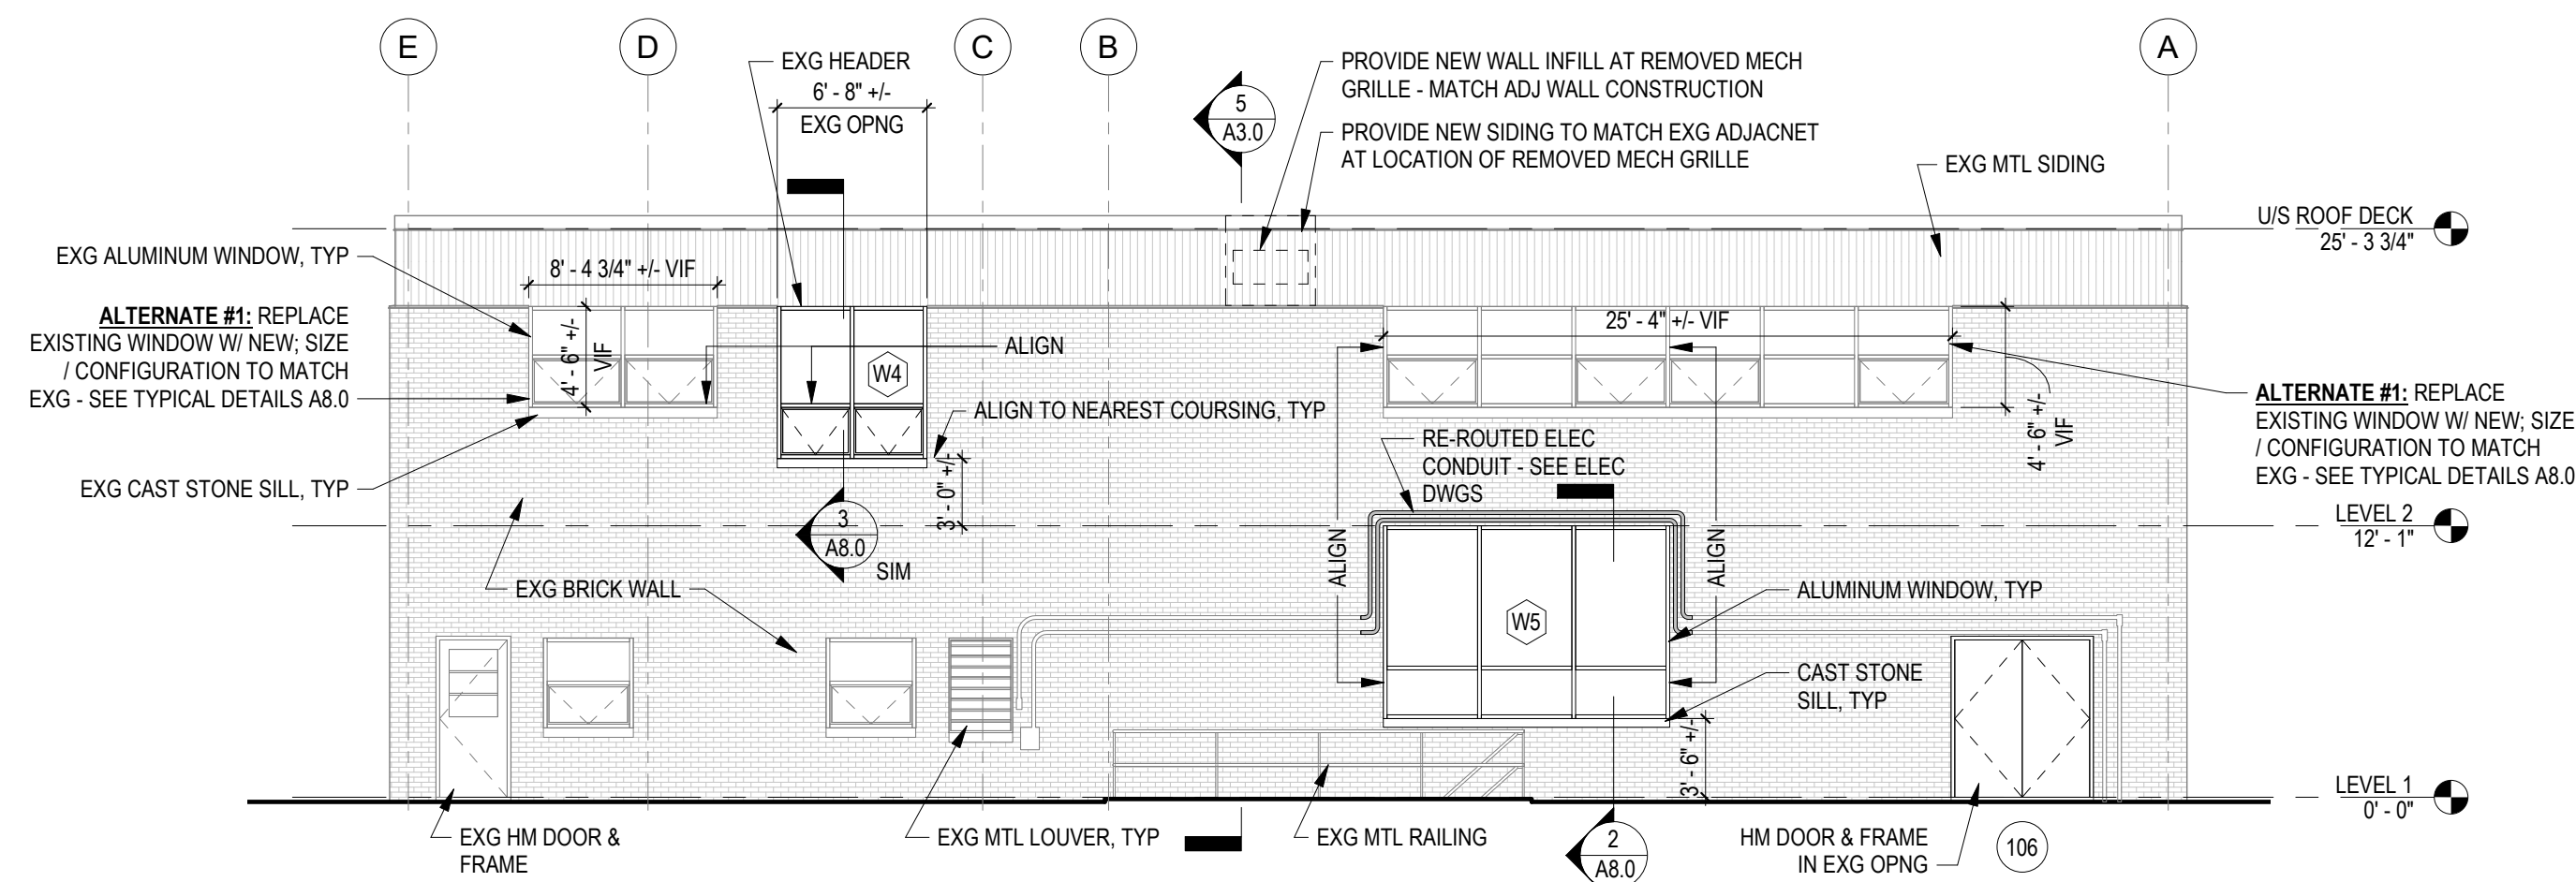 E
D
C
B
A
EXG HEADER
6' - 8" +/-
EXG OPNG
5
A3.0
PROVIDE NEW WALL INFILL AT REMOVED MECH
GRILLE - MATCH ADJ WALL CONSTRUCTION
PROVIDE NEW SIDING TO MATCH EXG ADJACNET
AT LOCATION OF REMOVED MECH GRILLE
EXG MTL SIDING
U/S ROOF DECK
25' - 3 3/4"
EXG ALUMINUM WINDOW, TYP
8' - 4 3/4" +/- VIF
ALTERNATE #1: REPLACE
EXISTING WINDOW W/ NEW; SIZE
/ CONFIGURATION TO MATCH
EXG - SEE TYPICAL DETAILS A8.0
4' - 6" +/-
VIF
ALIGN
W4
25' - 4" +/- VIF
4' - 6" +/-
VIF
ALTERNATE #1: REPLACE
EXISTING WINDOW W/ NEW; SIZE
/ CONFIGURATION TO MATCH
EXG - SEE TYPICAL DETAILS A8.0
ALIGN TO NEAREST COURSING, TYP
RE-ROUTED ELEC
CONDUIT - SEE ELEC
DWGS
EXG CAST STONE SILL, TYP
3' - 0" +/-
3
A8.0
SIM
LEVEL 2
12' - 1"
ALIGN
ALIGN
EXG BRICK WALL
W5
ALUMINUM WINDOW, TYP
CAST STONE
SILL, TYP
3' - 6" +/-
LEVEL 1
0' - 0"
EXG HM DOOR &
FRAME
EXG MTL LOUVER, TYP
EXG MTL RAILING
2
A8.0
HM DOOR & FRAME
IN EXG OPNG
106